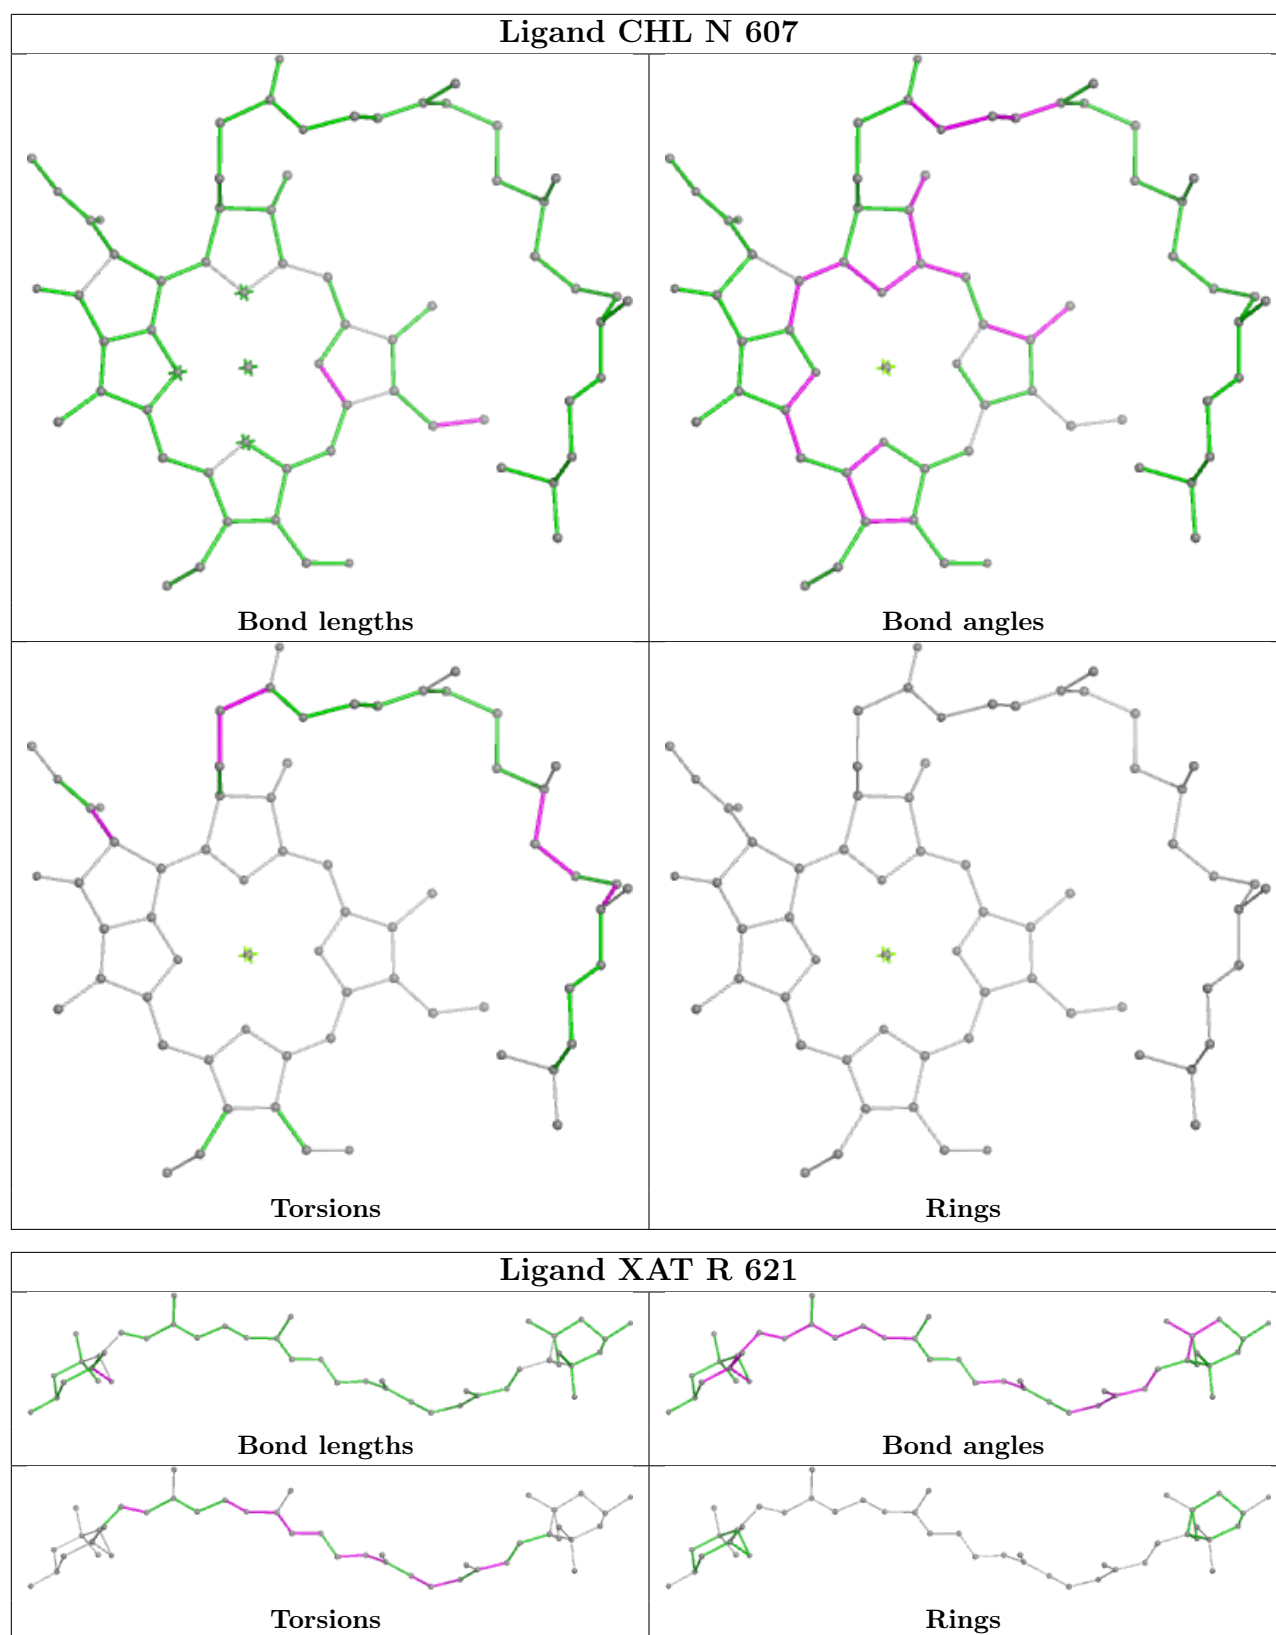 Ligand CHL N 607
Bond lengths
Bond angles
Torsions
Rings
Ligand XAT R 621
Bond lengths
Bond angles
Torsions
Rings